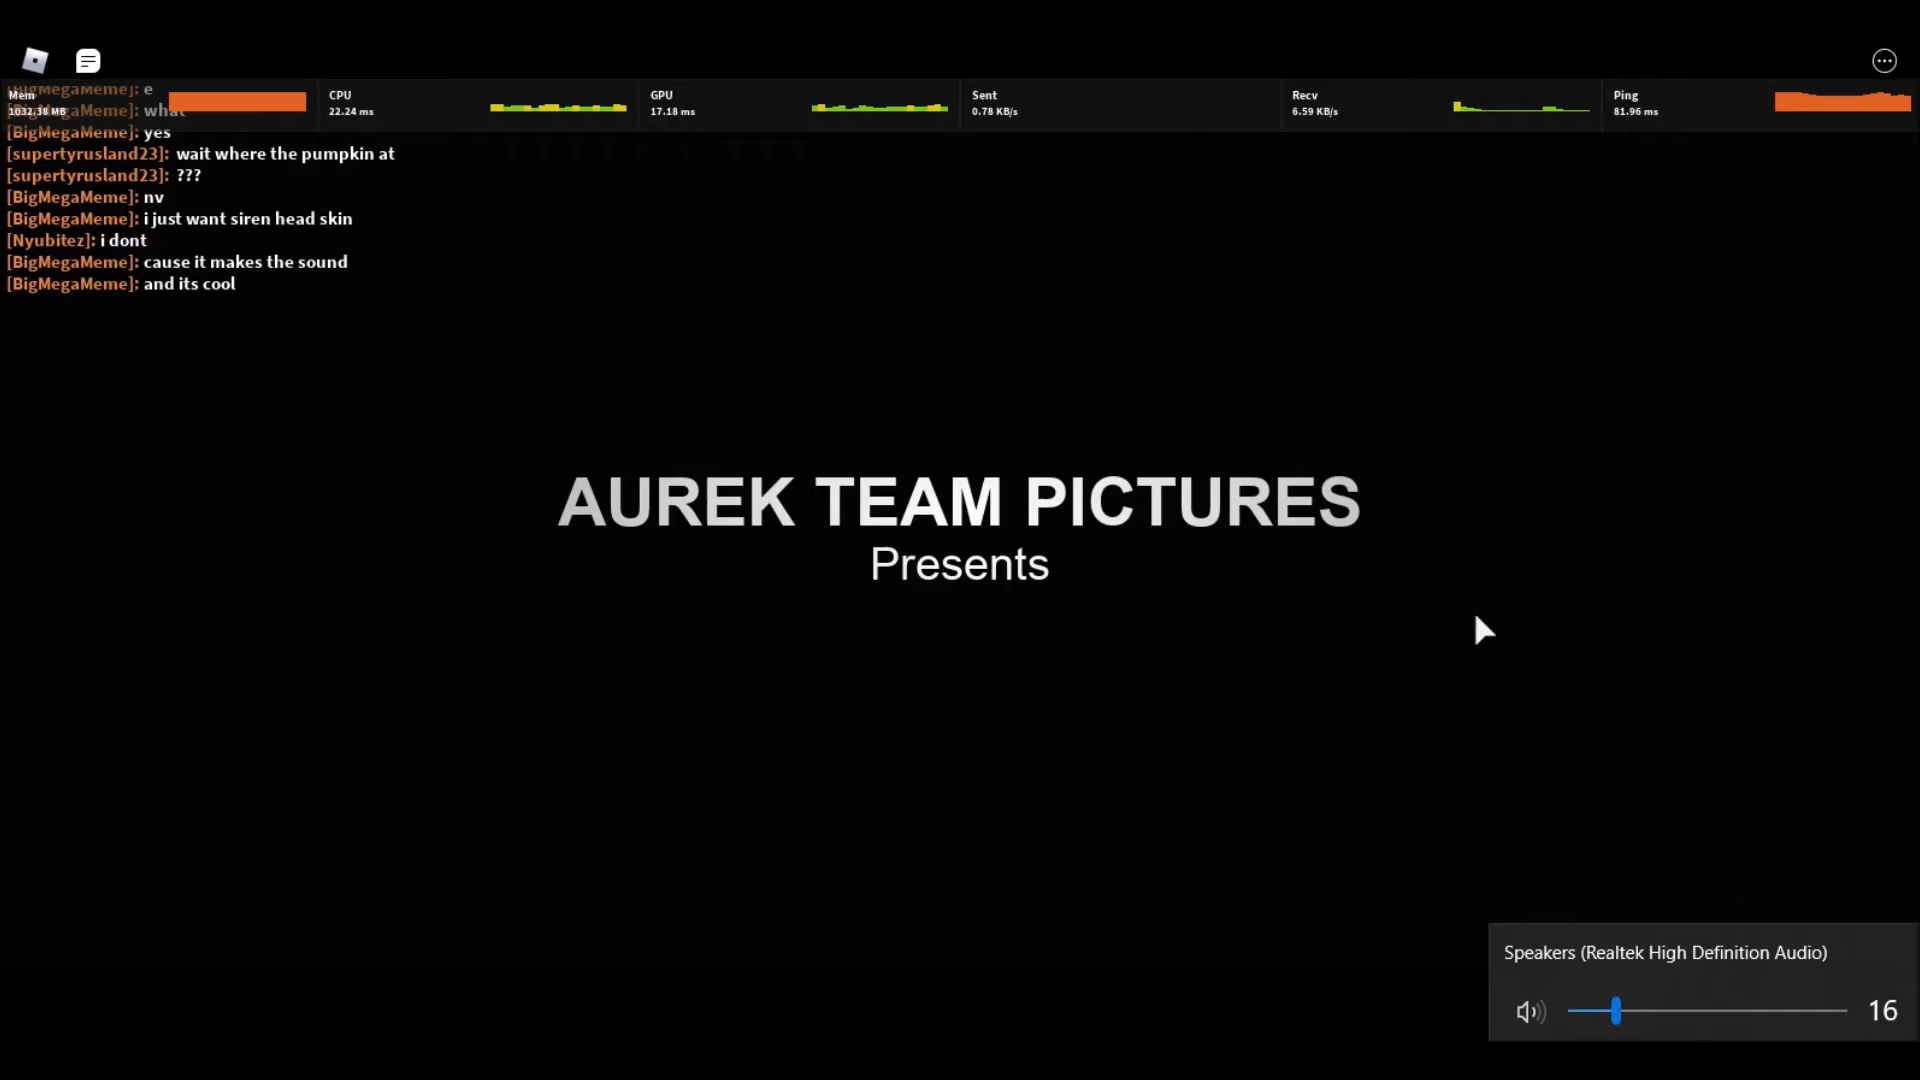 [BigMegaMeme]: e
Mem
CPU
GPU
Sent
Recv
Ping
[BigMegaMeme]: what
1032.38 MB
22.24 ms
17.18 ms
0.78 KB/s
6.59 KB/s
81.96 ms
[BigMegaMeme]: yes
[supertyrusland23]: wait where the pumpkin at
[supertyrusland23]: ???
[BigMegaMeme]: nv
[BigMegaMeme]: i just want siren head skin
[Nyubitez]: i dont
[BigMegaMeme]: cause it makes the sound
[BigMegaMeme]: and its cool
AUREK TEAM PICTURES
Presents
Speakers (Realtek High Definition Audio)
16